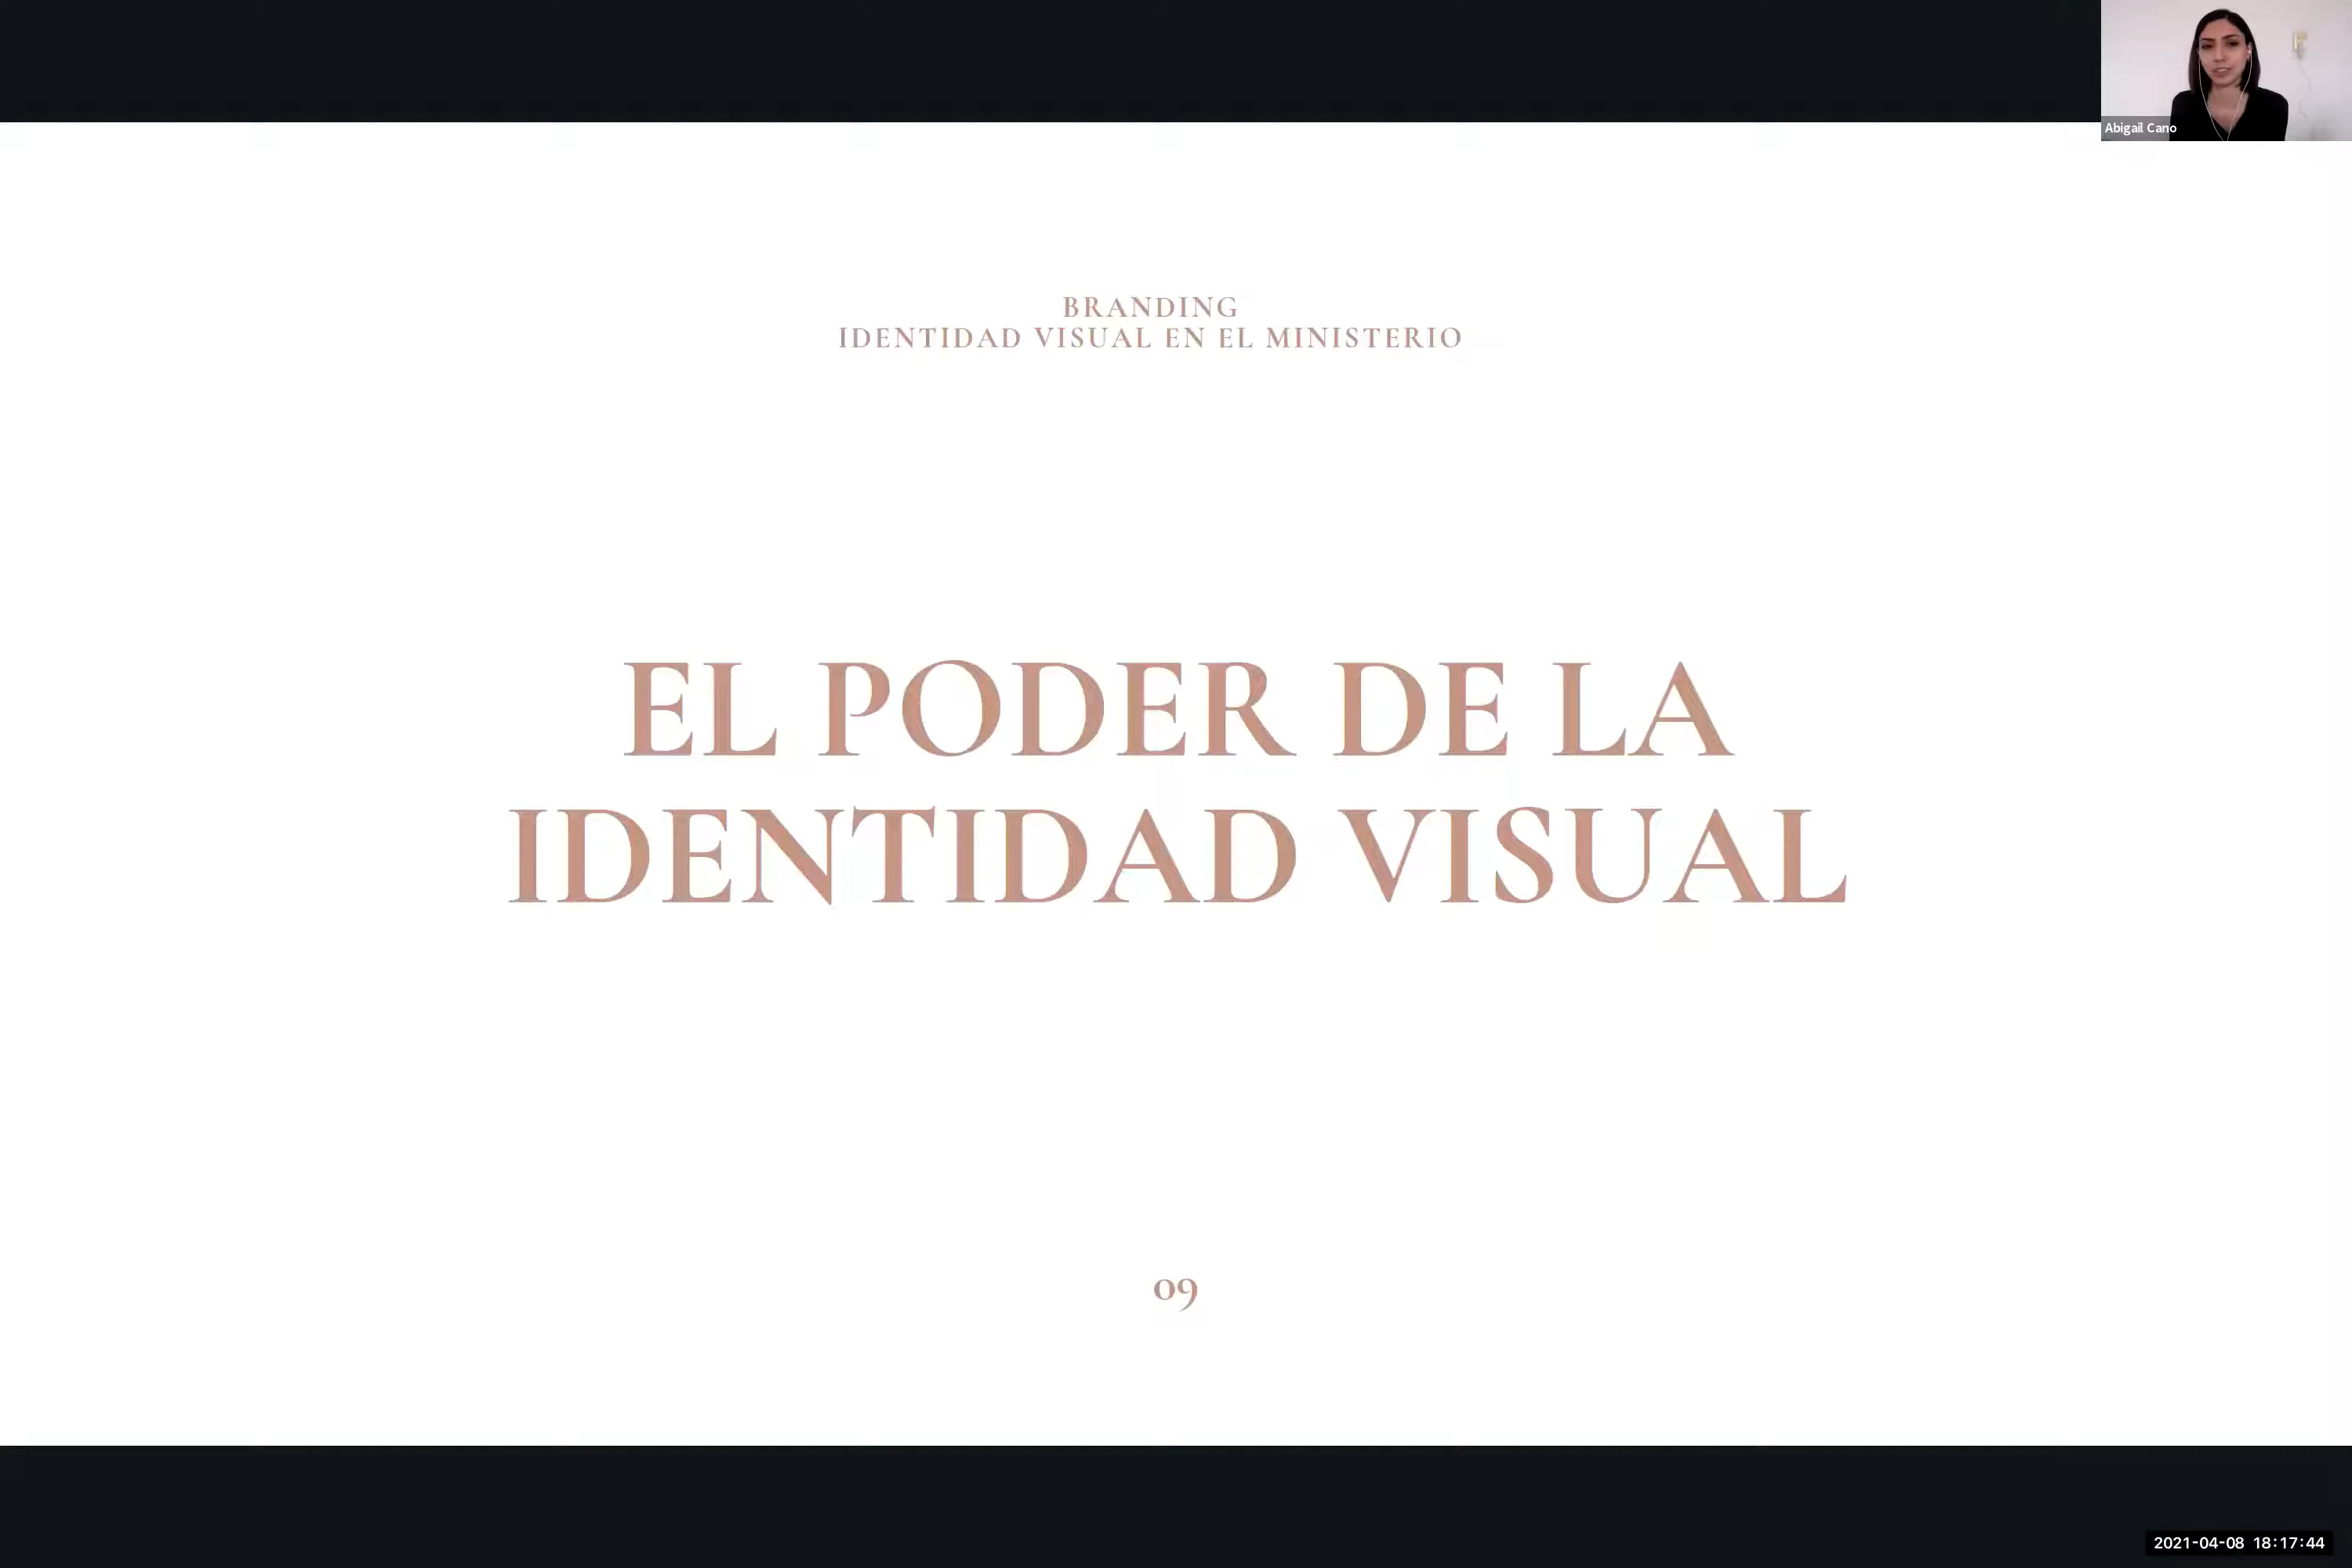 Abigail Cano
BRANDING
IDENTIDAD VISUAL EN EL MINISTERIO
EL PODER DE LA
IDENTIDAD VISUAL
09
2021-04-08 18:17:44